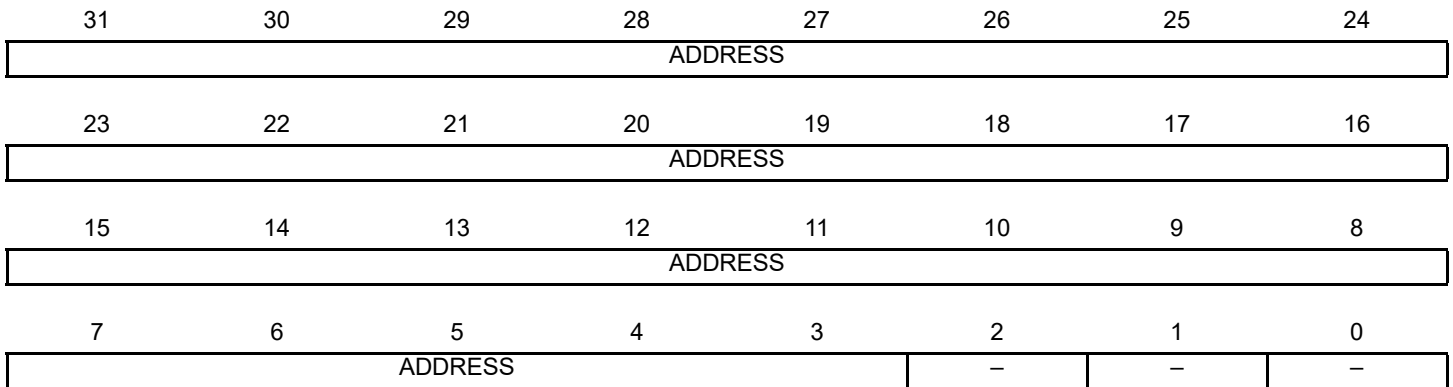 31 30 29 28 27 26 25 24
ADDRESS
23 22 21 20 19 18 17 16
ADDRESS
15 14 13 12 11 10 9 8
ADDRESS
7 6 5 4 3 2 1 0
ADDRESS – – –